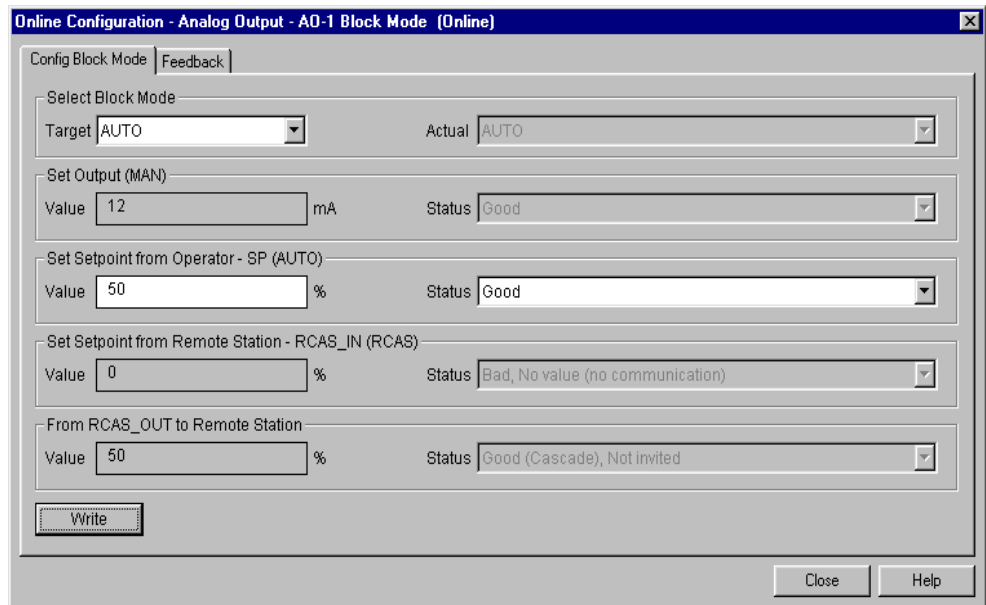 Online Configuration - Analog Output - AO-1 Block Mode (Online)
Config Block Mode Feedback
Select Block Mode
Target AUTO Actual AUTO
Set Output (MAN)
Value 12 mA Status Good
Set Setpoint from Operator - SP (AUTO)
Value 50 % Status Good
Set Setpoint from Remote Station - RCAS_IN (RCAS)
Value 0 % Status Bad, No value (no communication)
From RCAS_OUT to Remote Station
Value 50 % Status Good (Cascade), Not invited
Write
Close Help